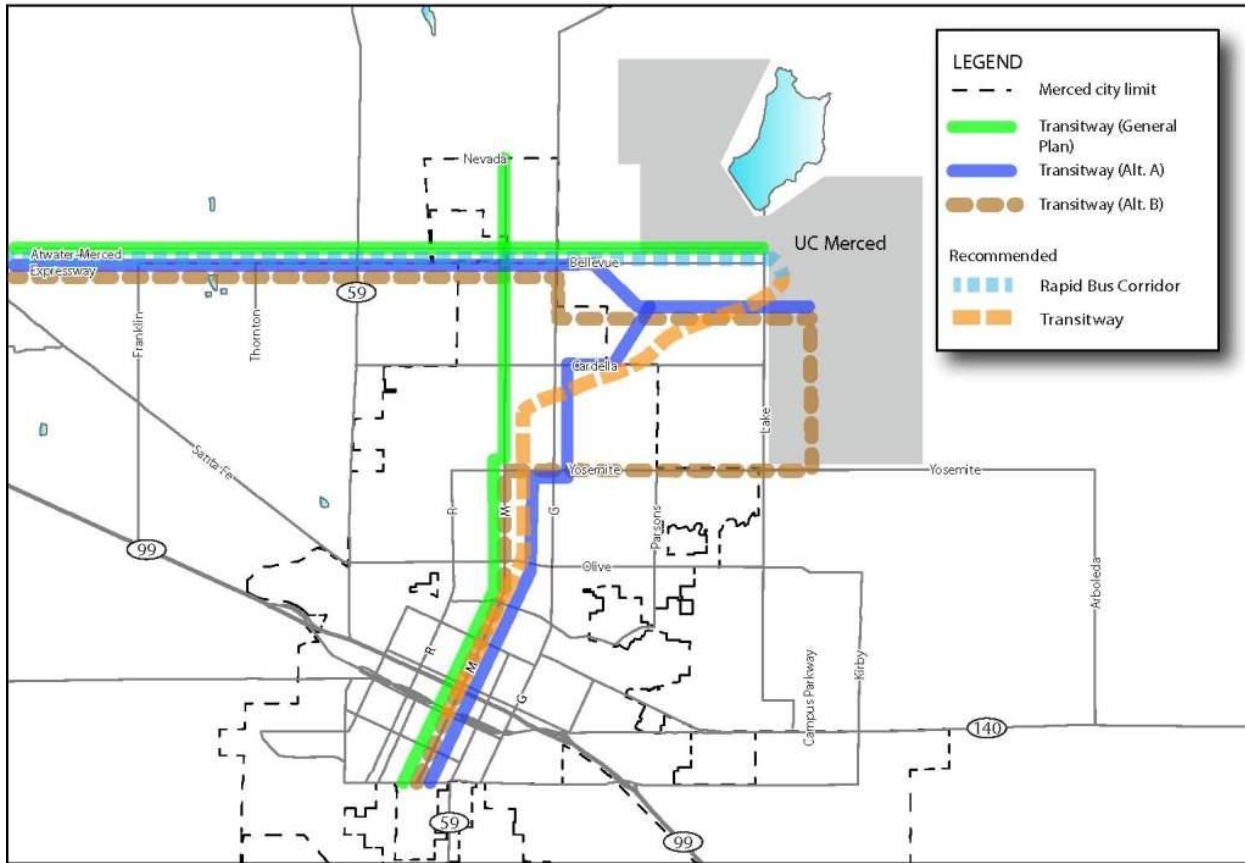 LEGEND
Merced city limit
Transitway (General
Plan)
Transitway (Alt. A)
Transitway (Alt. B)
Recommended
Rapid Bus Corridor
Transitway
Nevada
UC Merced
Atwater-Merced
Expressway
Bellevue
59
Franklin
Thornton
Cardella
Lake
Santa Fe
Yosemite
Yosemite
R
M
G
Parsons
99
Olive
Arboleda
R
M
G
Campus Parkway
Kirby
140
59
99